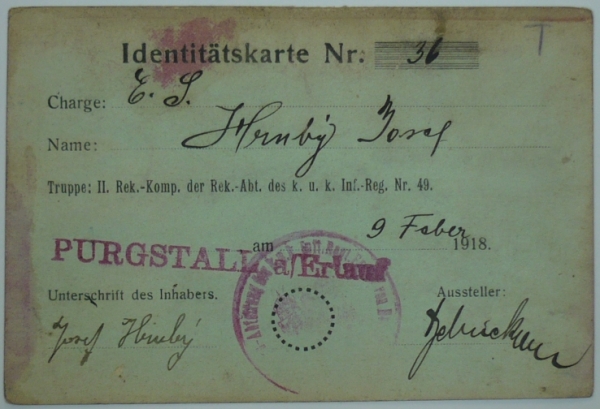 Identitätskarte Nr. 36
T
Charge: E. S.
Name: Hrubý Josef
Truppe: II. Rek.-Komp. der Rek.-Abt. des k. u. k. Inf.-Reg. Nr. 49.
PURGSTALL a/Erlauf am 9 Feber 1918.
Unterschrift des Inhabers. Aussteller:
Josef Hrubý